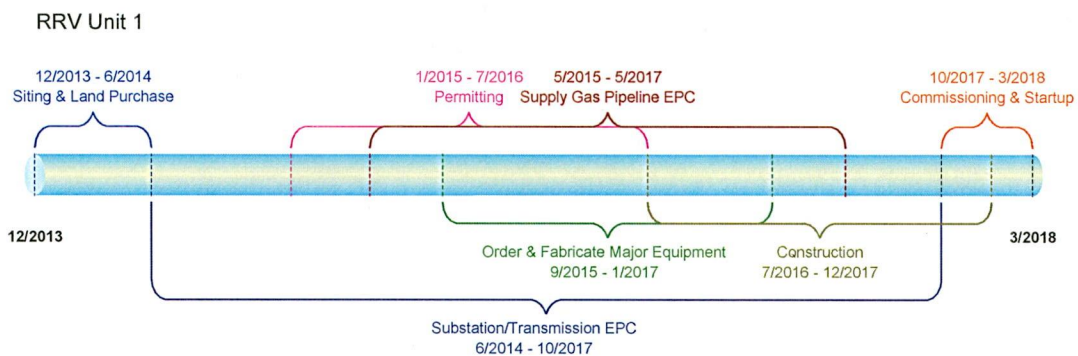 RRV Unit 1
12/2013 - 6/2014
Siting & Land Purchase
1/2015 - 7/2016
Permitting
5/2015 - 5/2017
Supply Gas Pipeline EPC
10/2017 - 3/2018
Commissioning & Startup
12/2013
3/2018
Order & Fabricate Major Equipment
9/2015 - 1/2017
Construction
7/2016 - 12/2017
Substation/Transmission EPC
6/2014 - 10/2017